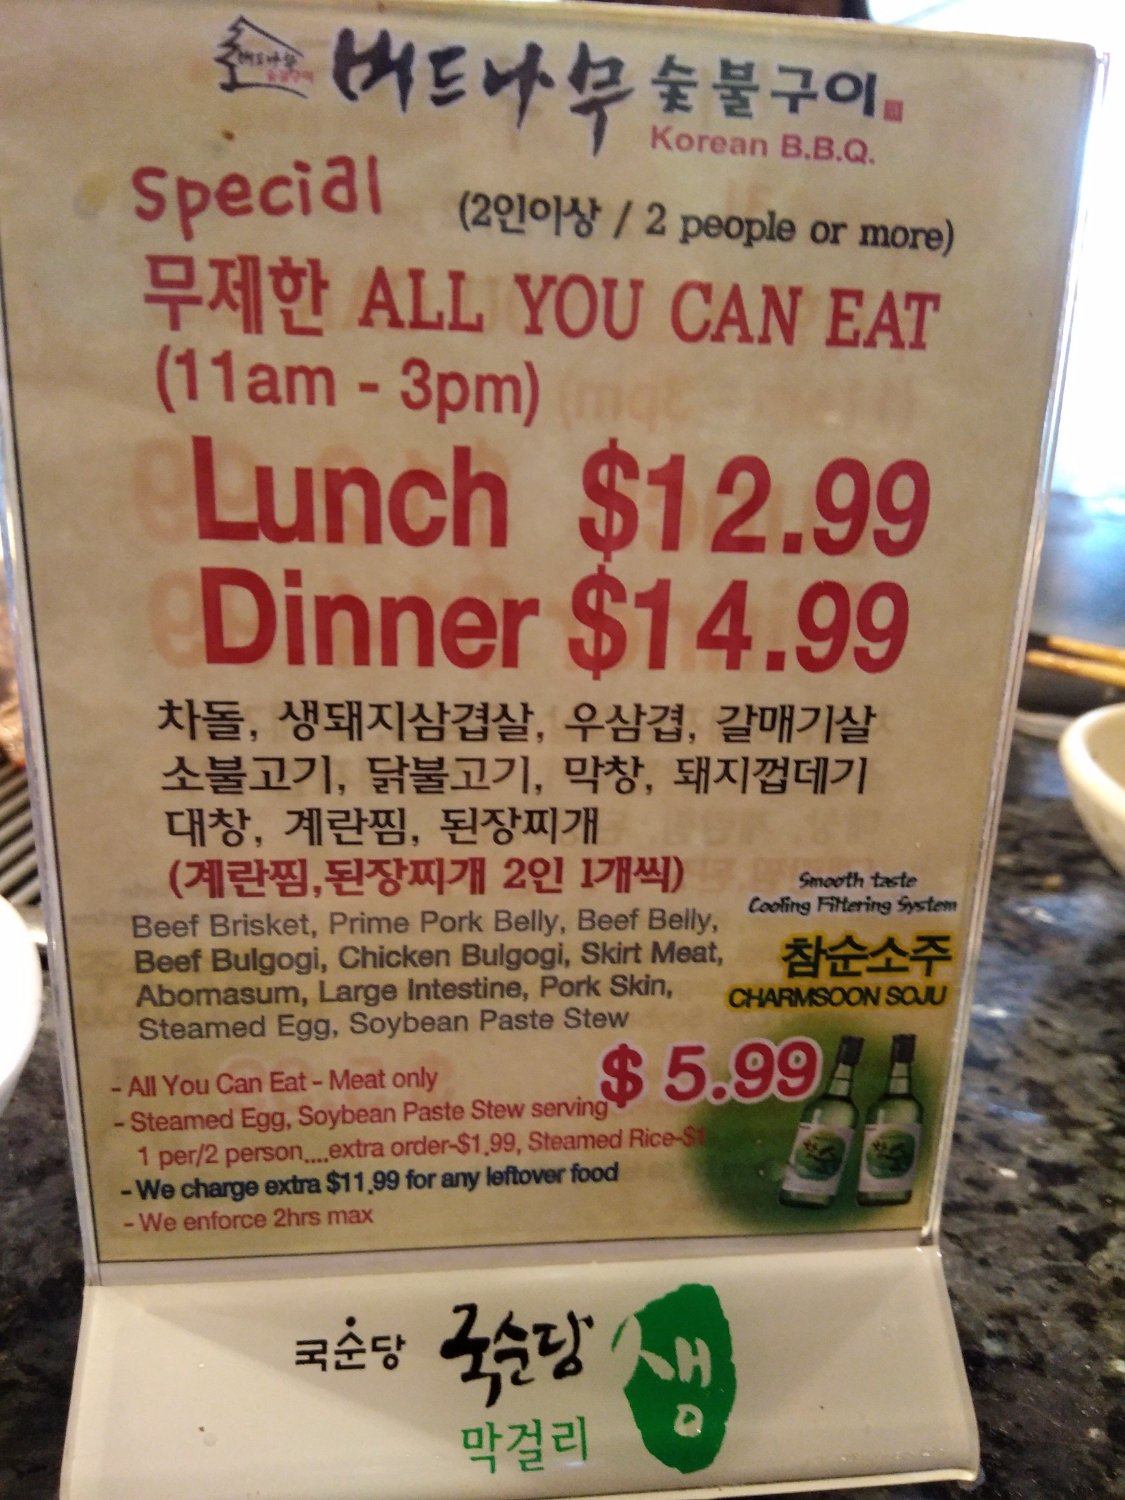 버드나무 숯불구이
버드나무 숯불구이
Korean B.B.Q.
Special
(2인이상 / 2 people or more)
무제한 ALL YOU CAN EAT
(11am - 3pm)
Lunch $12.99
Dinner $14.99
차돌, 생돼지삼겹살, 우삼겹, 갈매기살
소불고기, 닭불고기, 막창, 돼지껍데기
대창, 계란찜, 된장찌개
(계란찜,된장찌개 2인 1개씩)
Beef Brisket, Prime Pork Belly, Beef Belly,
Beef Bulgogi, Chicken Bulgogi, Skirt Meat,
Abomasum, Large Intestine, Pork Skin,
Steamed Egg, Soybean Paste Stew
Smooth taste
Cooling Filtering System
참순소주
CHARMSOON SOJU
$ 5.99
- All You Can Eat - Meat only
- Steamed Egg, Soybean Paste Stew serving
1 per/2 person....extra order-$1.99, Steamed Rice-$1
- We charge extra $11.99 for any leftover food
- We enforce 2hrs max
국순당 국순당 생
막걸리